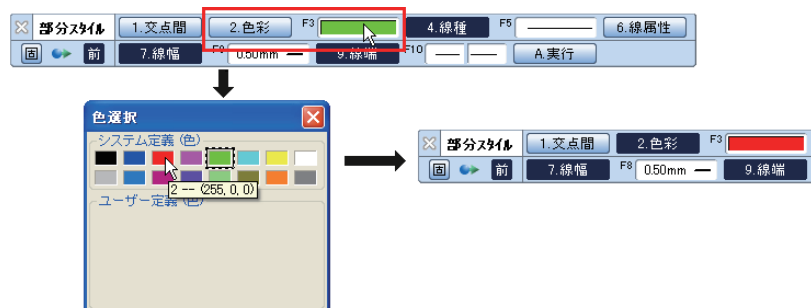 部分スタイル 1.交点間 2.色彩 F3 4.線種 F5 6.線属性
固 前 7.線幅 F8 0.50mm 9.線端 F10 A.実行
色選択
システム定義(色)
2 -- (255, 0, 0)
ユーザー定義(色)
部分スタイル 1.交点間 2.色彩 F3
固 前 7.線幅 F8 0.50mm 9.線端